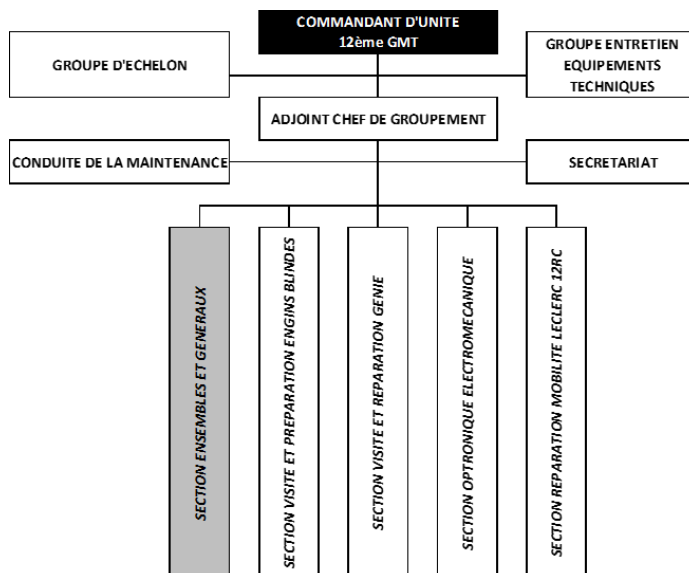 COMMANDANT D'UNITE
12ème GMT
GROUPE D'ECHELON
GROUPE ENTRETIEN
EQUIPEMENTS
TECHNIQUES
ADJOINT CHEF DE GROUPEMENT
CONDUITE DE LA MAINTENANCE
SECRETARIAT
SECTION ENSEMBLES ET GENERAUX
SECTION VISITE ET PREPARATION ENGINS BLINDES
SECTION VISITE ET REPARATION GENIE
SECTION OPTRONIQUE ELECTROMECANIQUE
SECTION REPARATION MOBILITE LECLERC 12RC